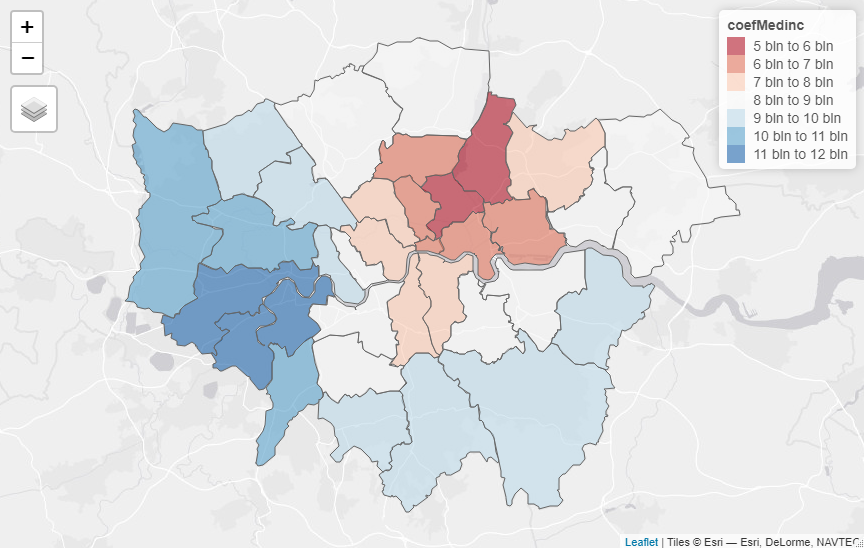 +
−
coefMedinc
5 bln to 6 bln
6 bln to 7 bln
7 bln to 8 bln
8 bln to 9 bln
9 bln to 10 bln
10 bln to 11 bln
11 bln to 12 bln
Leaflet | Tiles © Esri — Esri, DeLorme, NAVTEQ